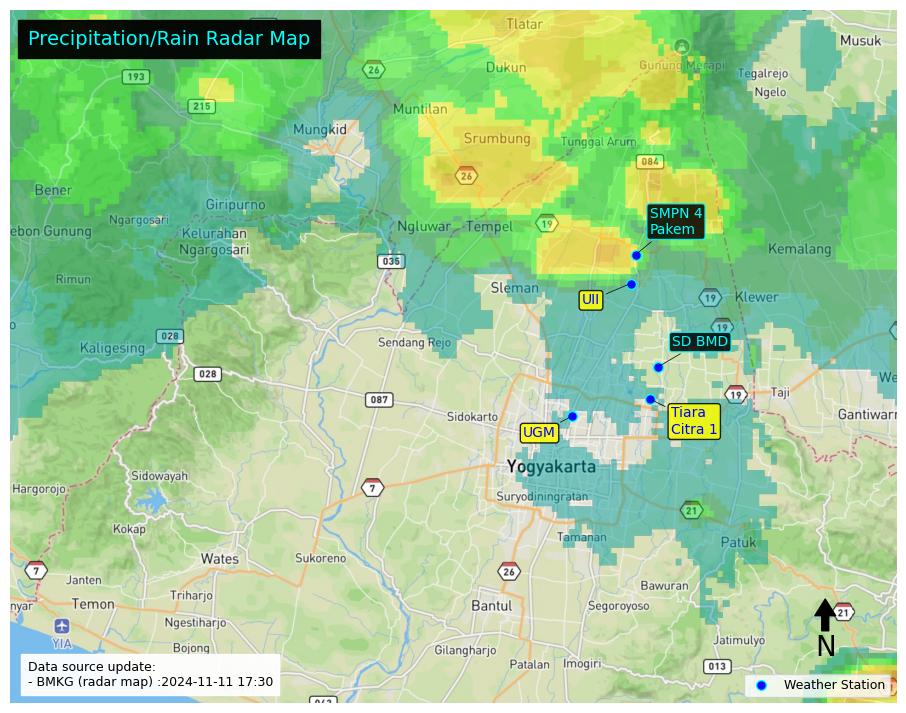 Precipitation/Rain Radar Map
Tlatar
Musuk
Gunung Merapi
Tegalrejo
Ngelo
26
Dukun
193
215
Muntilan
Mungkid
Srumbung
Tunggal Arum
084
26
Bener
Giripurno
Ngargosari
ebon Gunung
Kelurahan
Ngargosari
Ngluwar
Tempel
19
SMPN 4
Pakem
Kemalang
035
Rimun
Sleman
UII
19
Klewer
19
028
Kaligesing
Sendang Rejo
SD BMD
028
We
087
19
Taji
Sidokarto
Tiara
Citra 1
Gantiwarn
UGM
Yogyakarta
Sidowayah
Hargorojo
7
Suryodiningratan
21
Kokap
Tamanan
Patuk
Wates
Sukoreno
7
26
Janten
Bawuran
nyar
Temon
Triharjo
Bantul
Segoroyoso
21
Ngestiharjo
YIA
N
Bojong
Gilangharjo
Jatimulyo
Patalan
Imogiri
013
Data source update:
- BMKG (radar map) :2024-11-11 17:30
Weather Station